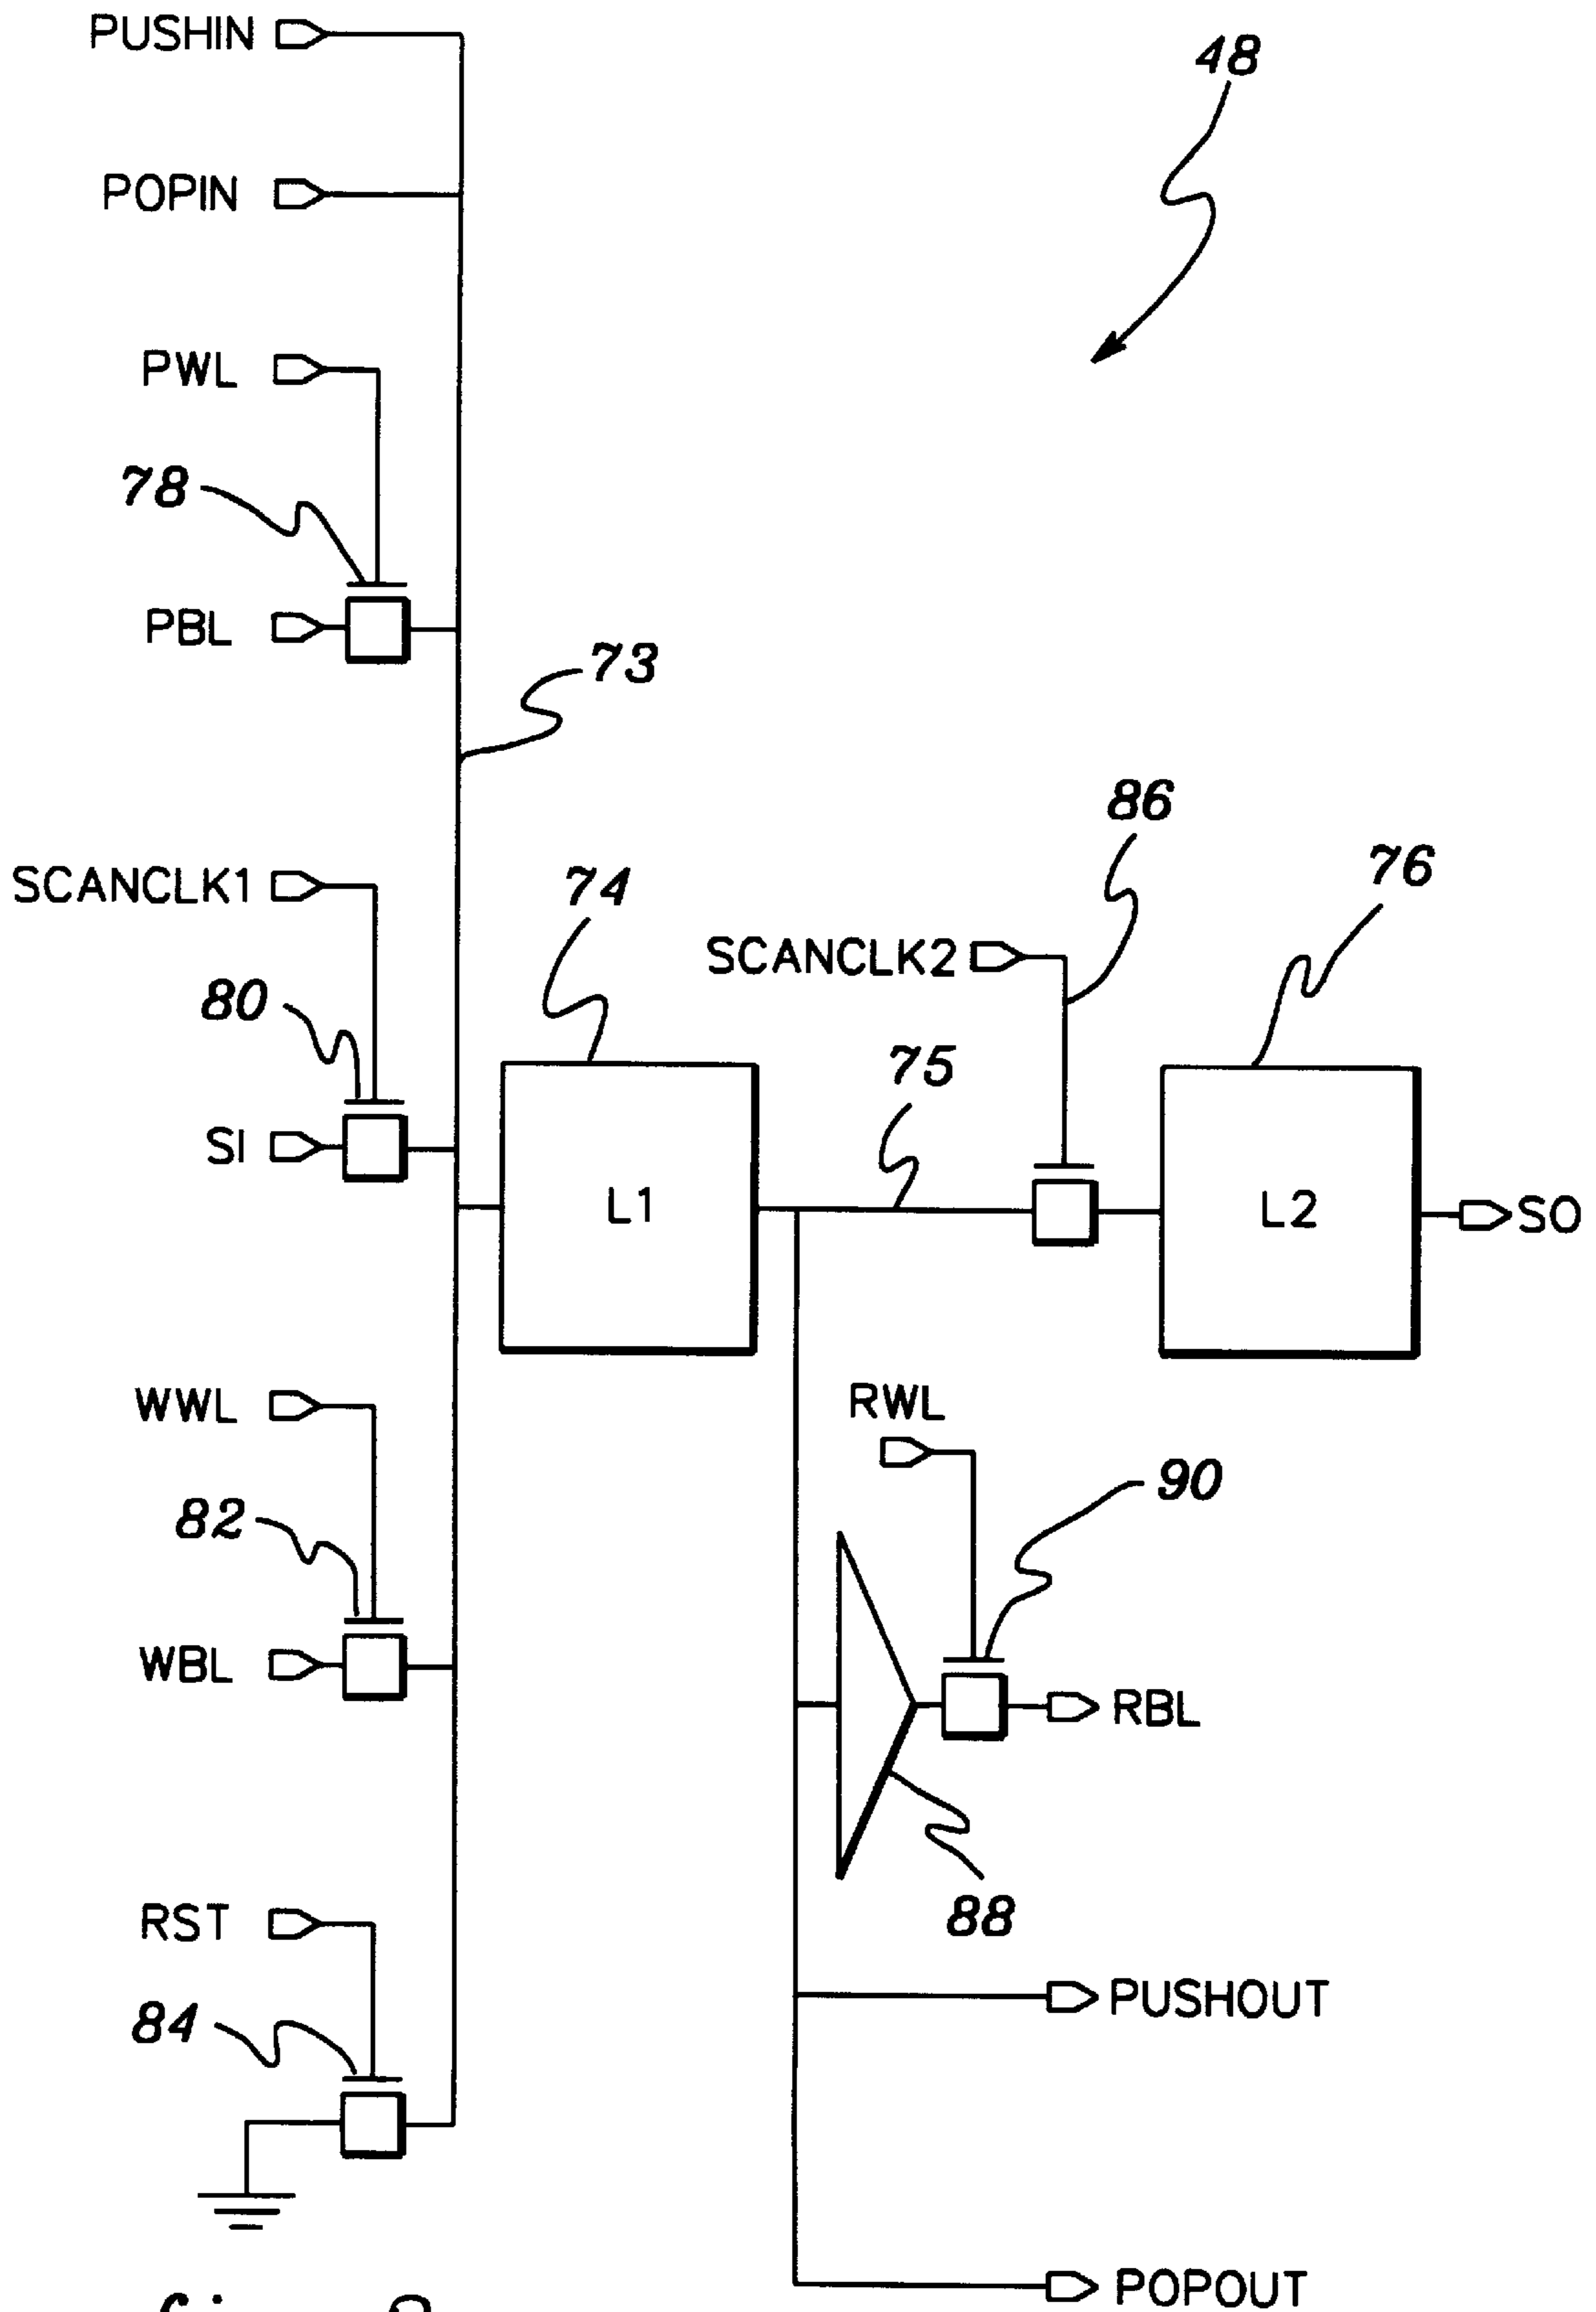 PUSHIN
48
POPIN
PWL
78
PBL
73
SCANCLK1
74
86
76
SCANCLK2
80
75
SI
L1
L2
SO
WWL
RWL
90
82
WBL
RBL
RST
88
84
PUSHOUT
POPOUT